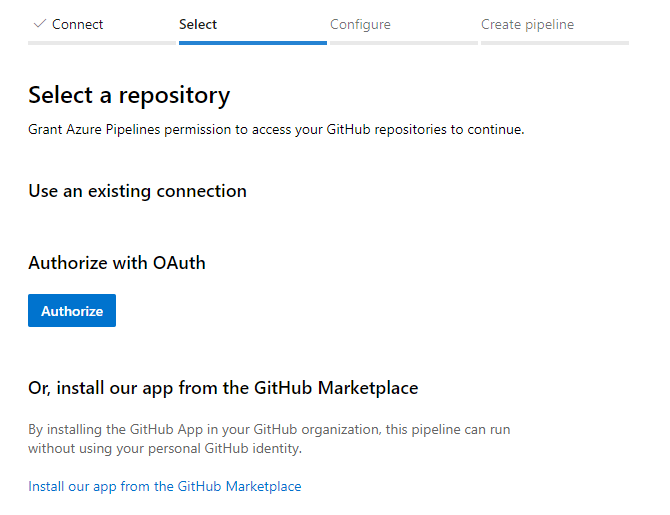 Connect
Select
Configure
Create pipeline
Select a repository
Grant Azure Pipelines permission to access your GitHub repositories to continue.
Use an existing connection
Authorize with OAuth
Authorize
Or, install our app from the GitHub Marketplace
By installing the GitHub App in your GitHub organization, this pipeline can run
without using your personal GitHub identity.
Install our app from the GitHub Marketplace